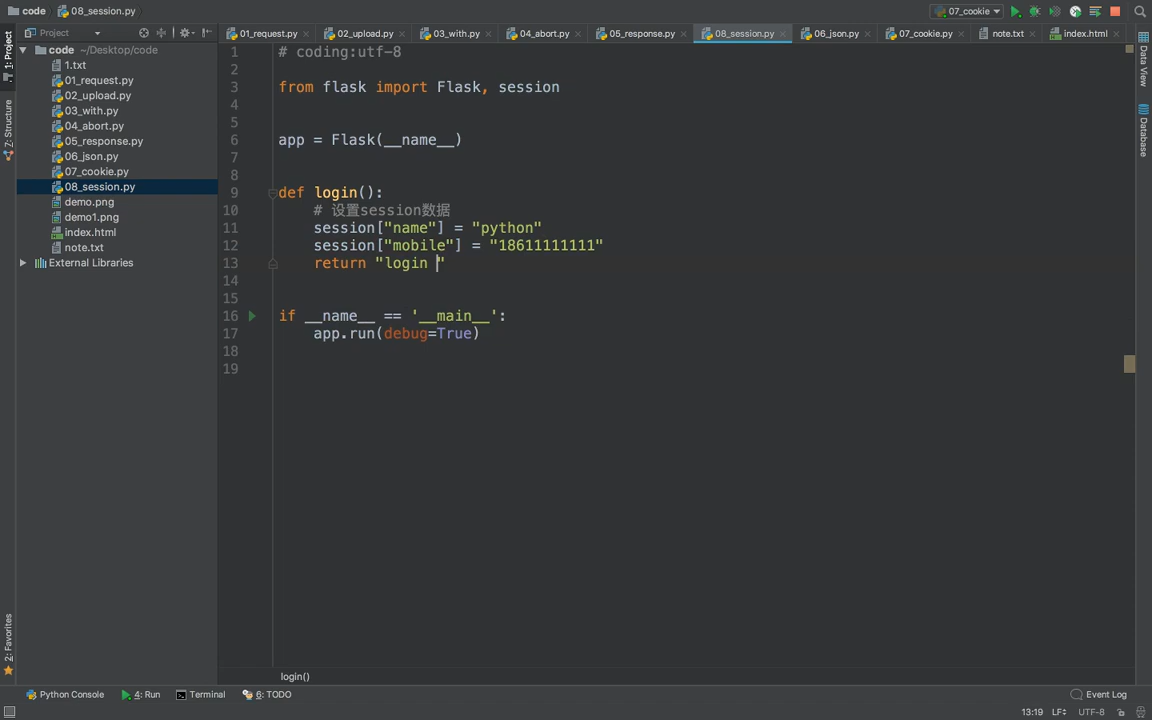 code
08_session.py
07_cookie
Project
01_request.py
02_upload.py
03_with.py
04_abort.py
05_response.py
08_session.py
06_json.py
07_cookie.py
note.txt
index.html
1: Project
Z: Structure
2: Favorites
code ~/Desktop/code
1.txt
01_request.py
02_upload.py
03_with.py
04_abort.py
05_response.py
06_json.py
07_cookie.py
08_session.py
demo.png
demo1.png
index.html
note.txt
External Libraries
1 # coding:utf-8
2
3 from flask import Flask, session
4
5
6 app = Flask(__name__)
7
8
9 def login():
10 # 设置session数据
11 session["name"] = "python"
12 session["mobile"] = "18611111111"
13 return "login "
14
15
16 if __name__ == '__main__':
17 app.run(debug=True)
18
19
Data View
Database
login()
Python Console
4: Run
Terminal
6: TODO
Event Log
13:19 LF÷ UTF-8